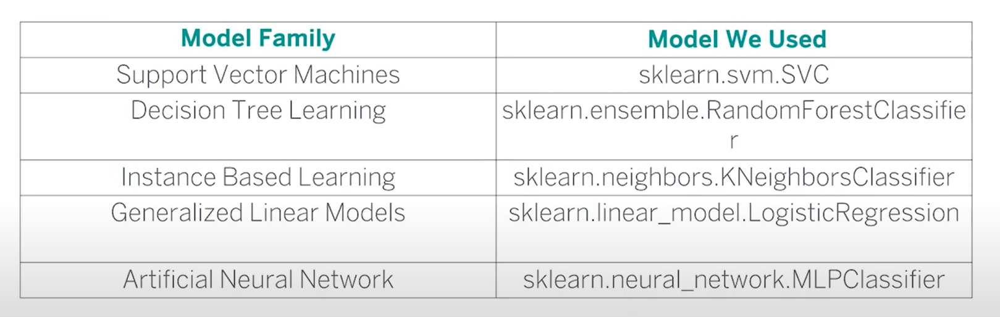 Model Family
Model We Used
Support Vector Machines
sklearn.svm.SVC
Decision Tree Learning
sklearn.ensemble.RandomForestClassifie
r
Instance Based Learning
sklearn.neighbors.KNeighborsClassifier
Generalized Linear Models
sklearn.linear_model.LogisticRegression
Artificial Neural Network
sklearn.neural_network.MLPClassifier